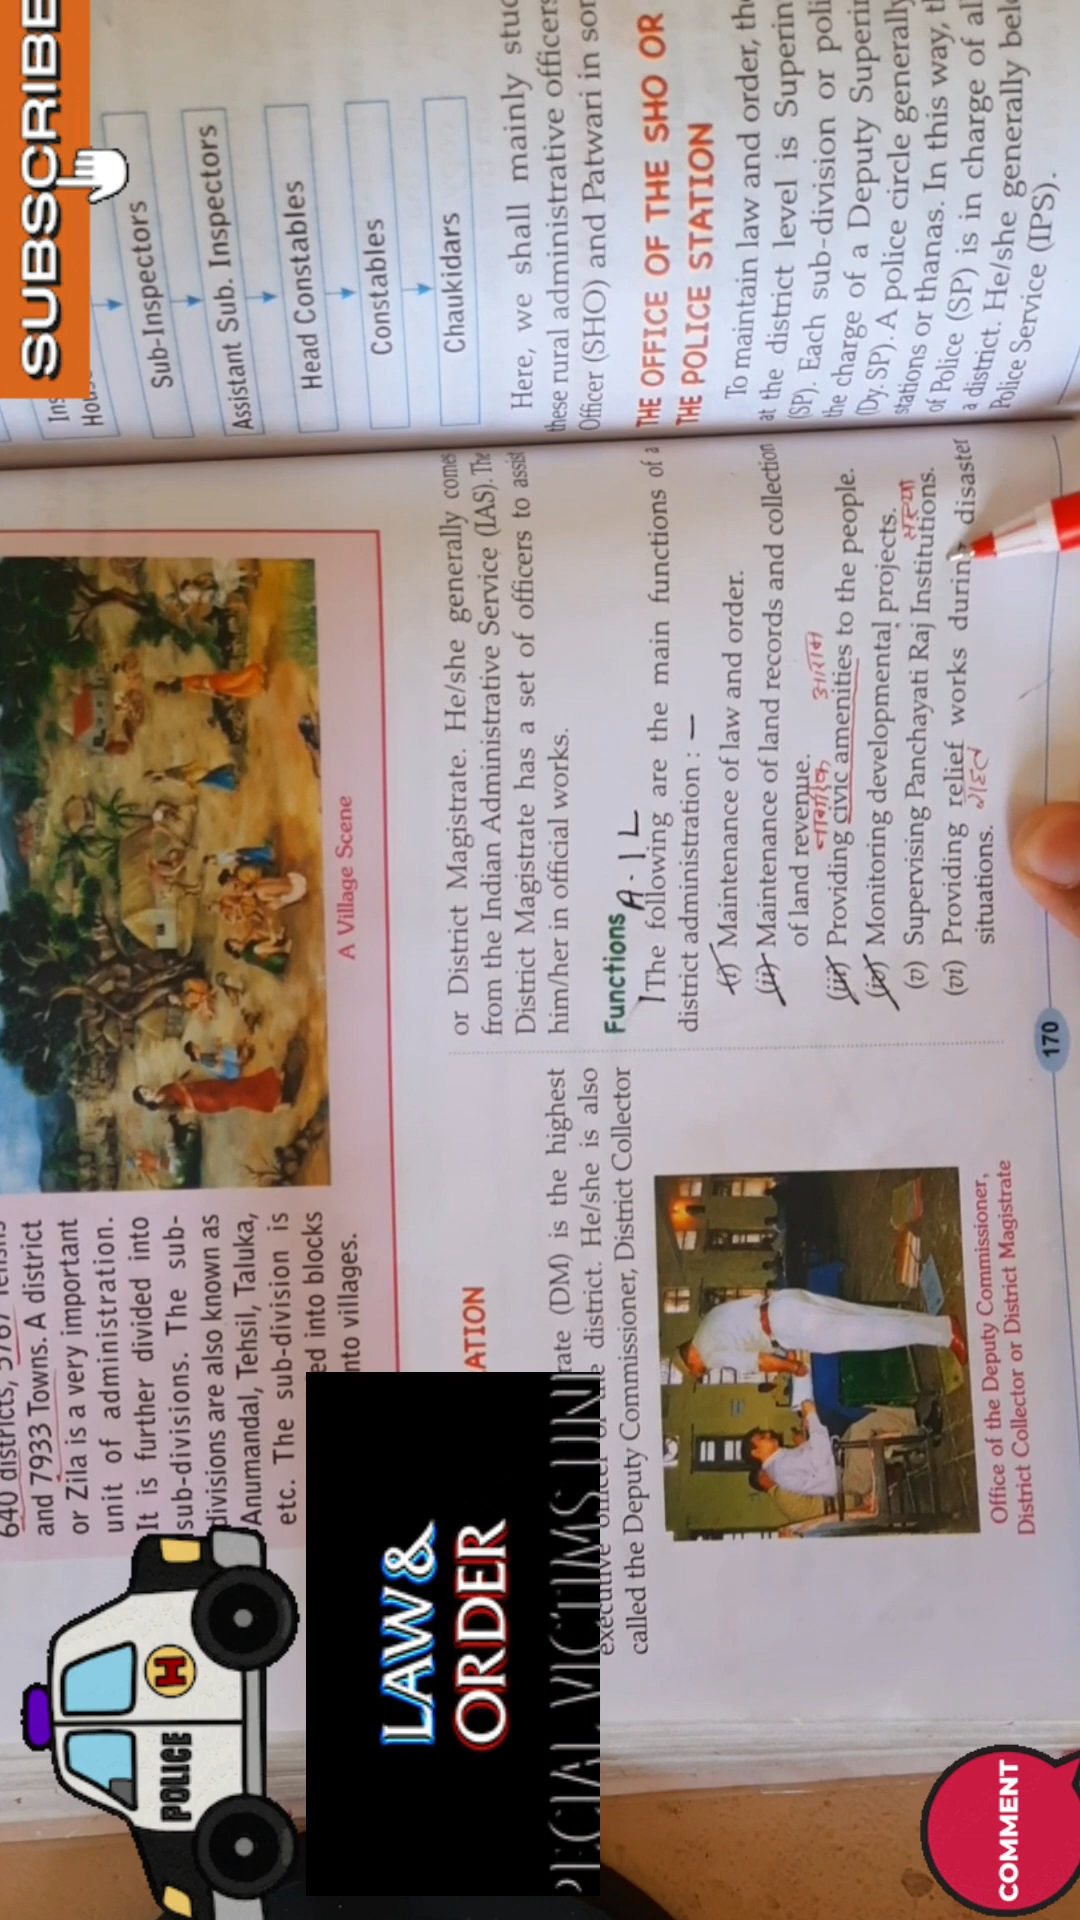 SUBSCRIBE
640 districts, 5767
and 7933 Towns. A district
or Zila is a very important
unit of administration.
It is further divided into
sub-divisions. The sub-
divisions are also known as
Anumandal, Tehsil, Taluka,
etc. The sub-division is
ed into blocks
nto villages.
A Village Scene
ATION
rate (DM) is the highest
executive district. He/she is also
called the Deputy Commissioner, District Collector
Office of the Deputy Commissioner,
District Collector or District Magistrate
or District Magistrate. He/she generally comes
from the Indian Administrative Service (IAS). The
District Magistrate has a set of officers to assist
him/her in official works.
Functions A-1 L
The following are the main functions of a
district administration : —
(i) Maintenance of law and order.
(ii) Maintenance of land records and collection
of land revenue.
नागरिक आराम
(iii) Providing civic amenities to the people.
(iv) Monitoring developmental projects.
संस्था
(v) Supervising Panchayati Raj Institutions.
(vi) Providing relief works during disaster
राहत
situations.
170
Ins
Hou
Sub-Inspectors
Assistant Sub. Inspectors
Head Constables
Constables
Chaukidars
Here, we shall mainly stud
these rural administrative officers
Officer (SHO) and Patwari in som
THE OFFICE OF THE SHO OR
THE POLICE STATION
To maintain law and order, the
at the district level is Superin
(SP). Each sub-division or poli
the charge of a Deputy Superin
(Dy. SP). A police circle generally
stations or thanas. In this way, t
of Police (SP) is in charge of al
a district. He/she generally belo
Police Service (IPS).
POLICE
H
LAW &
ORDER
SPECIAL VICTIMS UNI
COMMENT